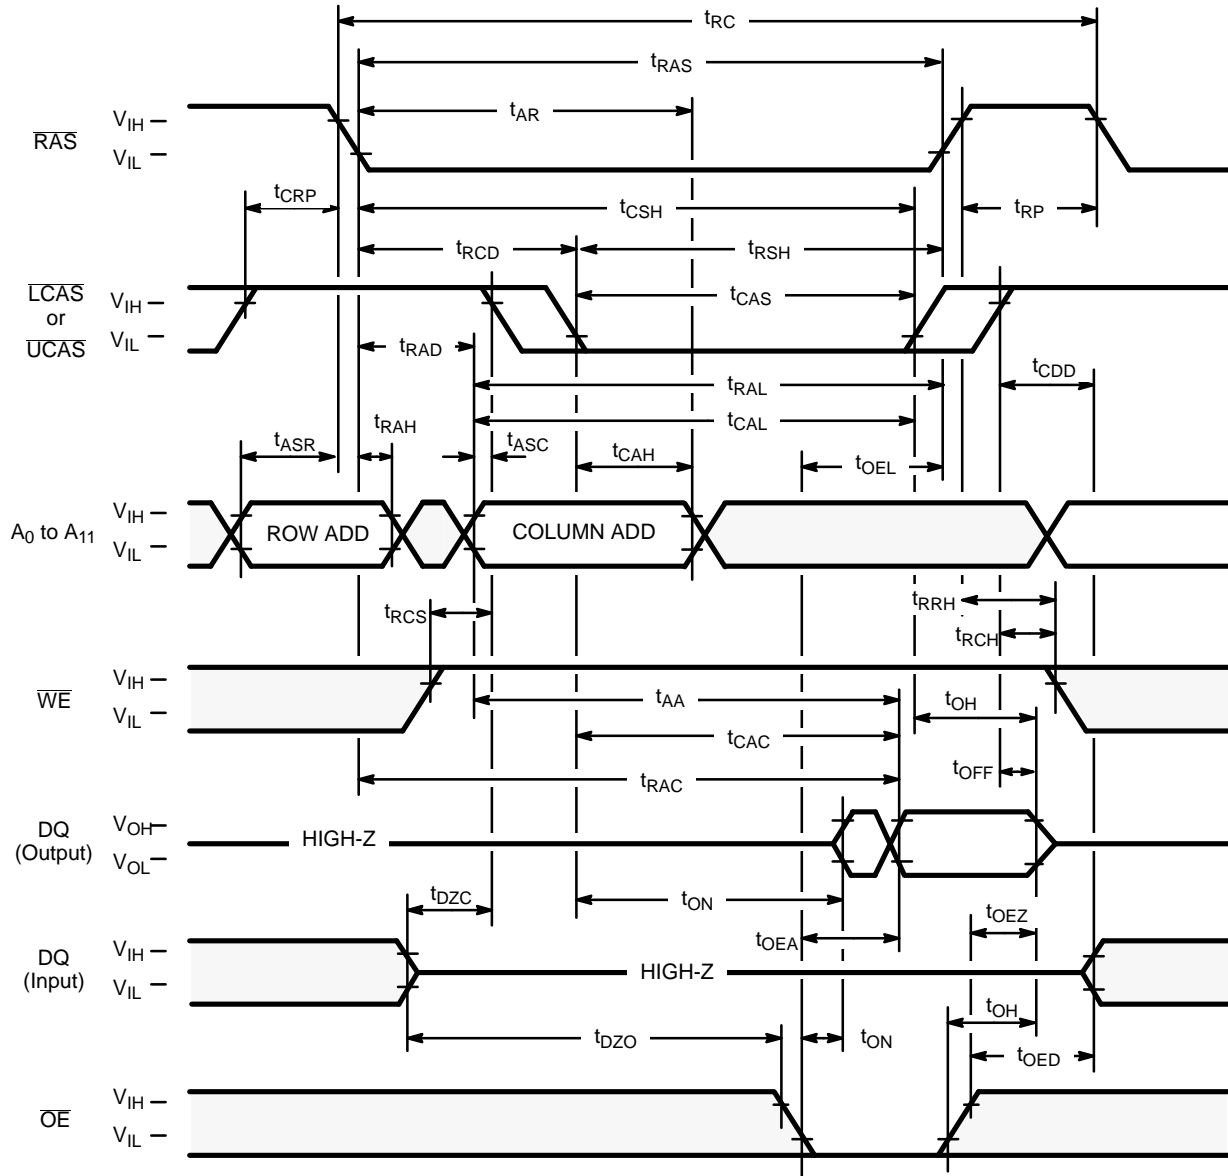 tRC
tRAS
tAR
RAS
VIH
VIL
tCRP
tCSH
tRP
tRCD
tRSH
LCAS
or
UCAS
VIH
VIL
tCAS
tRAD
tCDD
tRAL
tRAH
tCAL
tASR
tASC
tCAH
tOEL
A0 to A11
VIH
VIL
ROW ADD
COLUMN ADD
tRCS
tRRH
tRCH
WE
VIH
VIL
tAA
tOH
tCAC
tOFF
tRAC
DQ
(Output)
VOH
VOL
HIGH-Z
tDZC
tON
tOEA
tOEZ
DQ
(Input)
VIH
VIL
HIGH-Z
tOH
tDZO
tON
tOED
OE
VIH
VIL